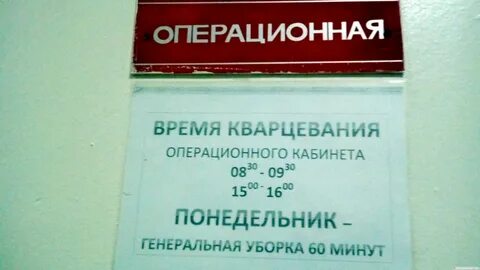 ОПЕРАЦИОННАЯ
ВРЕМЯ КВАРЦЕВАНИЯ
ОПЕРАЦИОННОГО КАБИНЕТА
08³⁰ - 09³⁰
15⁰⁰ - 16⁰⁰
ПОНЕДЕЛЬНИК –
ГЕНЕРАЛЬНАЯ УБОРКА 60 МИНУТ